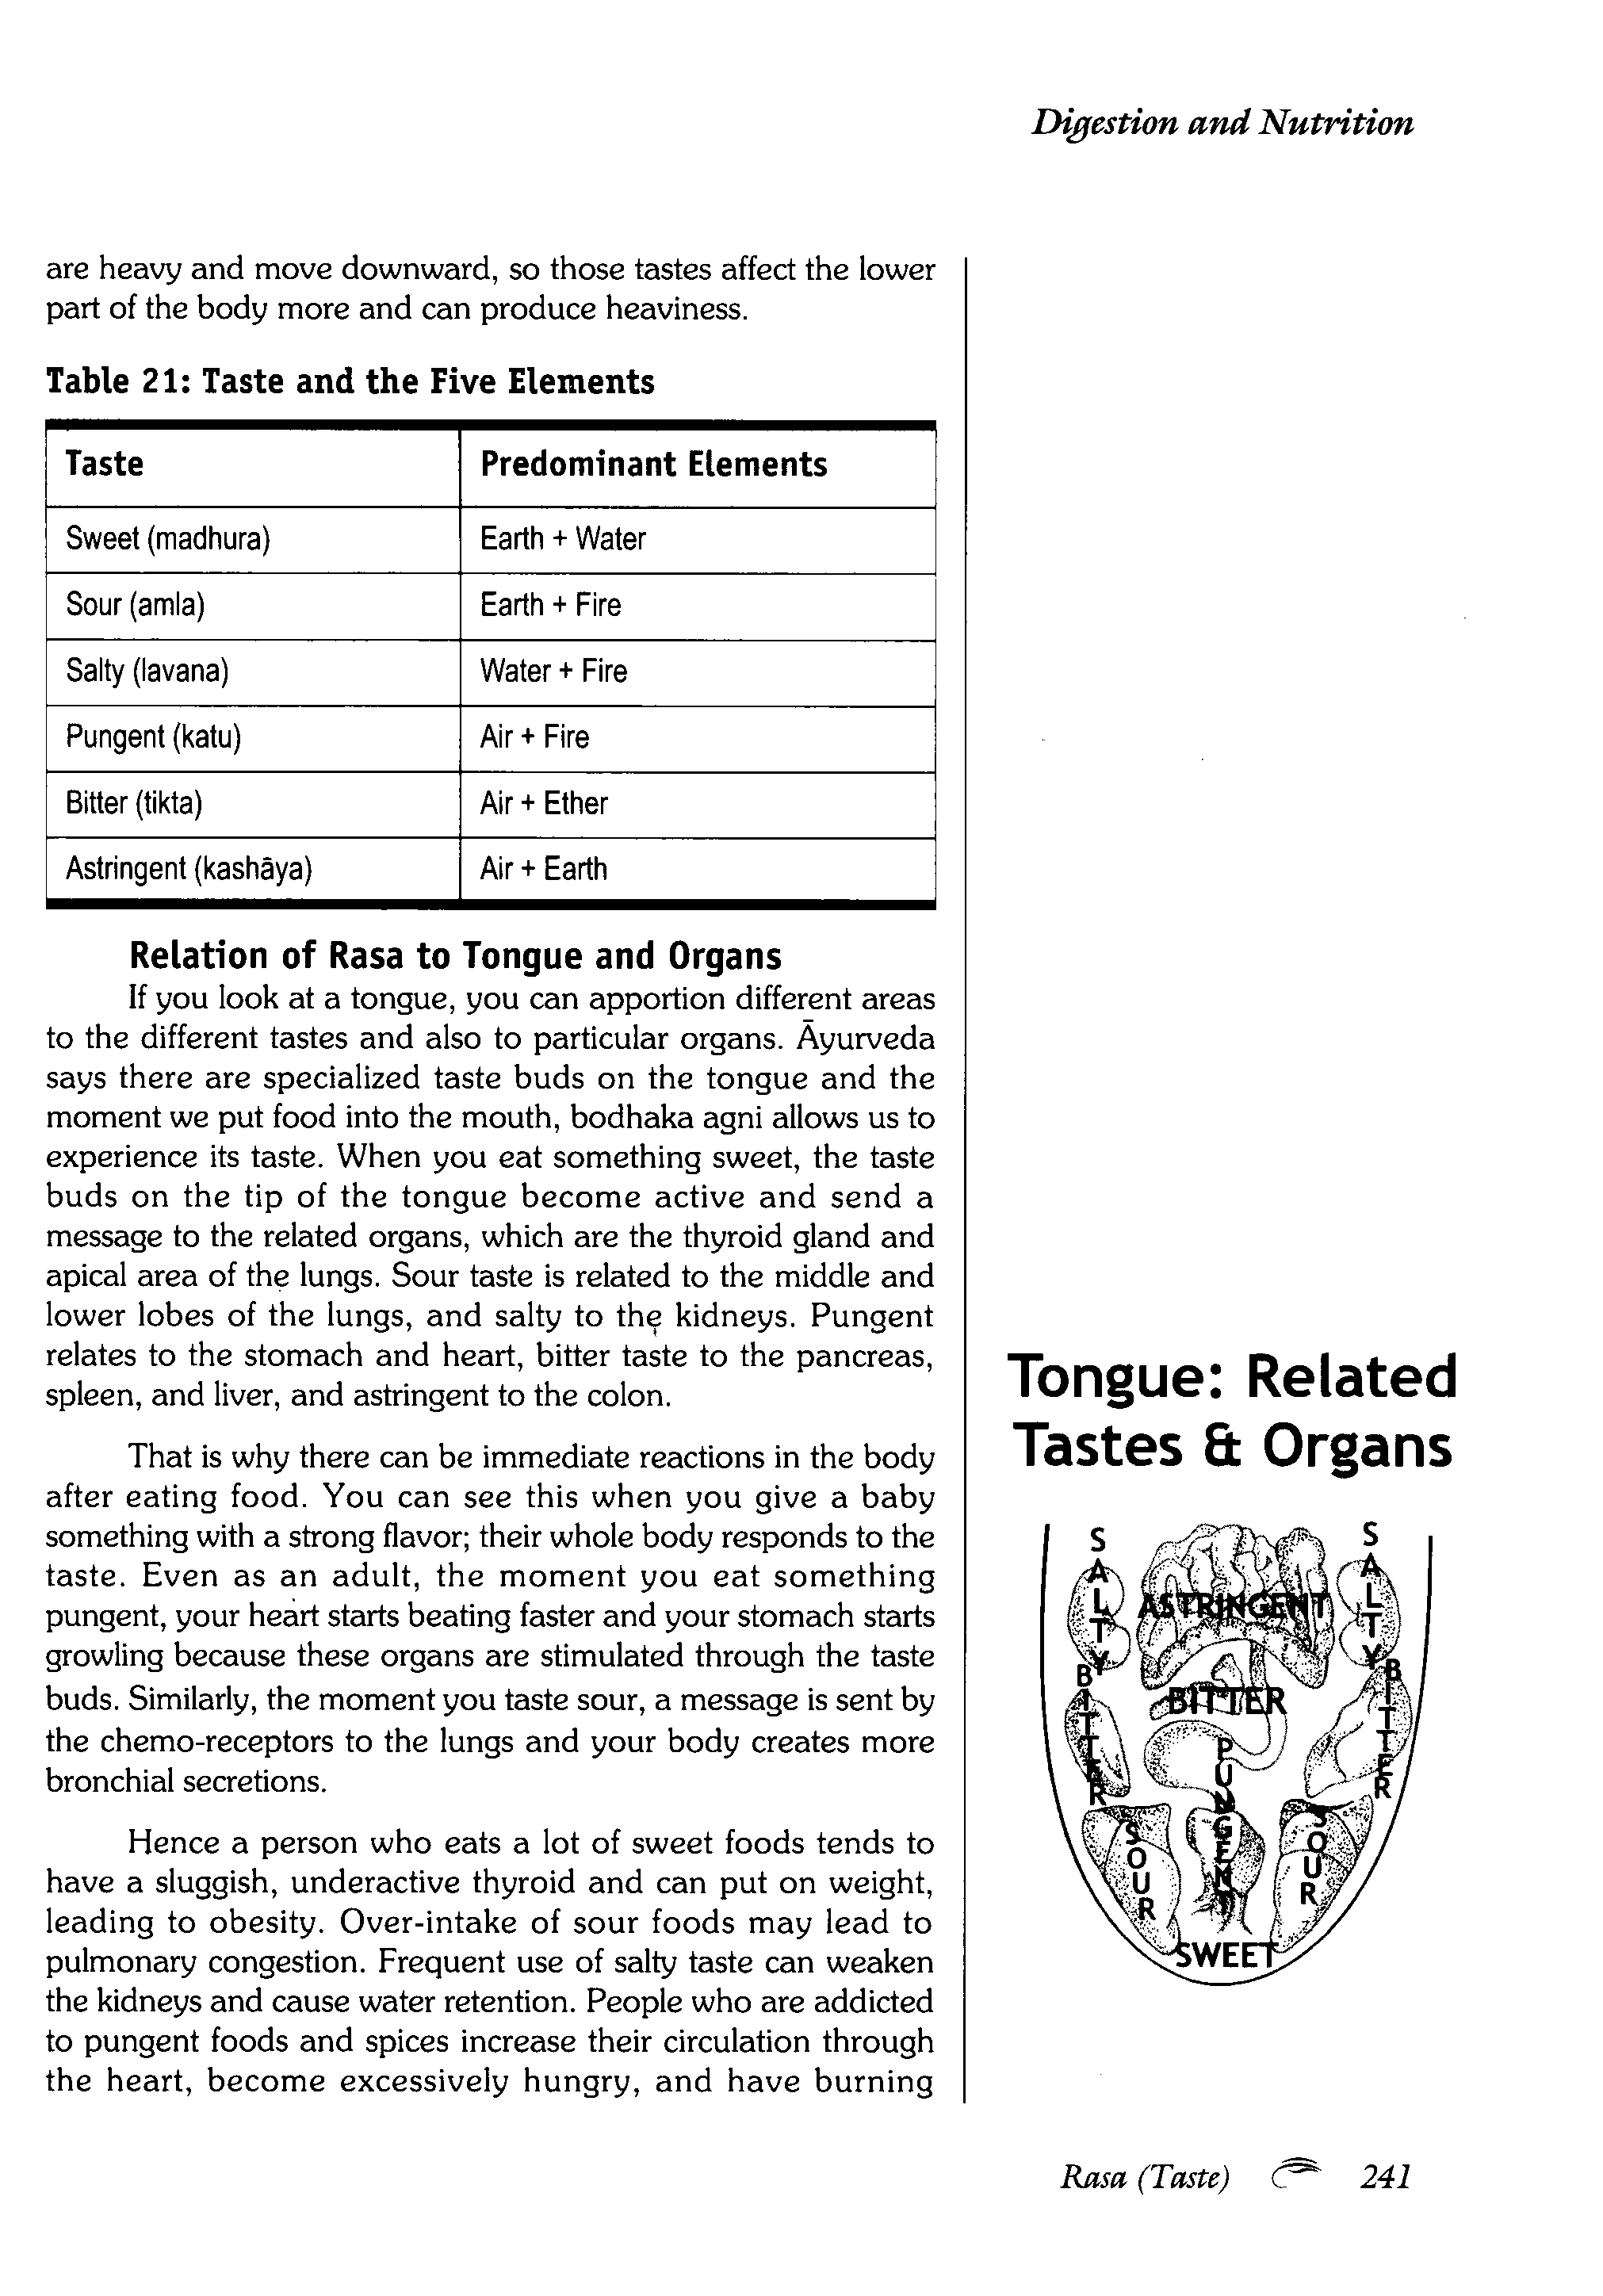 Digestion and Nutrition
are heavy and move downward, so those tastes affect the lower
part of the body more and can produce heaviness.
Table 21: Taste and the Five Elements
Taste Predominant Elements
Sweet (madhura) Earth + Water
Sour (amla) Earth + Fire
Salty (lavana) Water + Fire
Pungent (katu) Air + Fire
Bitter (tikta) Air + Ether
Astringent (kashāya) Air + Earth
Relation of Rasa to Tongue and Organs
If you look at a tongue, you can apportion different areas
to the different tastes and also to particular organs. Āyurveda
says there are specialized taste buds on the tongue and the
moment we put food into the mouth, bodhaka agni allows us to
experience its taste. When you eat something sweet, the taste
buds on the tip of the tongue become active and send a
message to the related organs, which are the thyroid gland and
apical area of the lungs. Sour taste is related to the middle and
lower lobes of the lungs, and salty to the kidneys. Pungent
relates to the stomach and heart, bitter taste to the pancreas,
spleen, and liver, and astringent to the colon.
That is why there can be immediate reactions in the body
after eating food. You can see this when you give a baby
something with a strong flavor; their whole body responds to the
taste. Even as an adult, the moment you eat something
pungent, your heart starts beating faster and your stomach starts
growling because these organs are stimulated through the taste
buds. Similarly, the moment you taste sour, a message is sent by
the chemo-receptors to the lungs and your body creates more
bronchial secretions.
Hence a person who eats a lot of sweet foods tends to
have a sluggish, underactive thyroid and can put on weight,
leading to obesity. Over-intake of sour foods may lead to
pulmonary congestion. Frequent use of salty taste can weaken
the kidneys and cause water retention. People who are addicted
to pungent foods and spices increase their circulation through
the heart, become excessively hungry, and have burning
Tongue: Related
Tastes & Organs
SALTY
ASTRINGENT
SALTY
BITTER
BITTER
BITTER
PUNGENT
SOUR
SOUR
SWEET
Rasa (Taste) 241